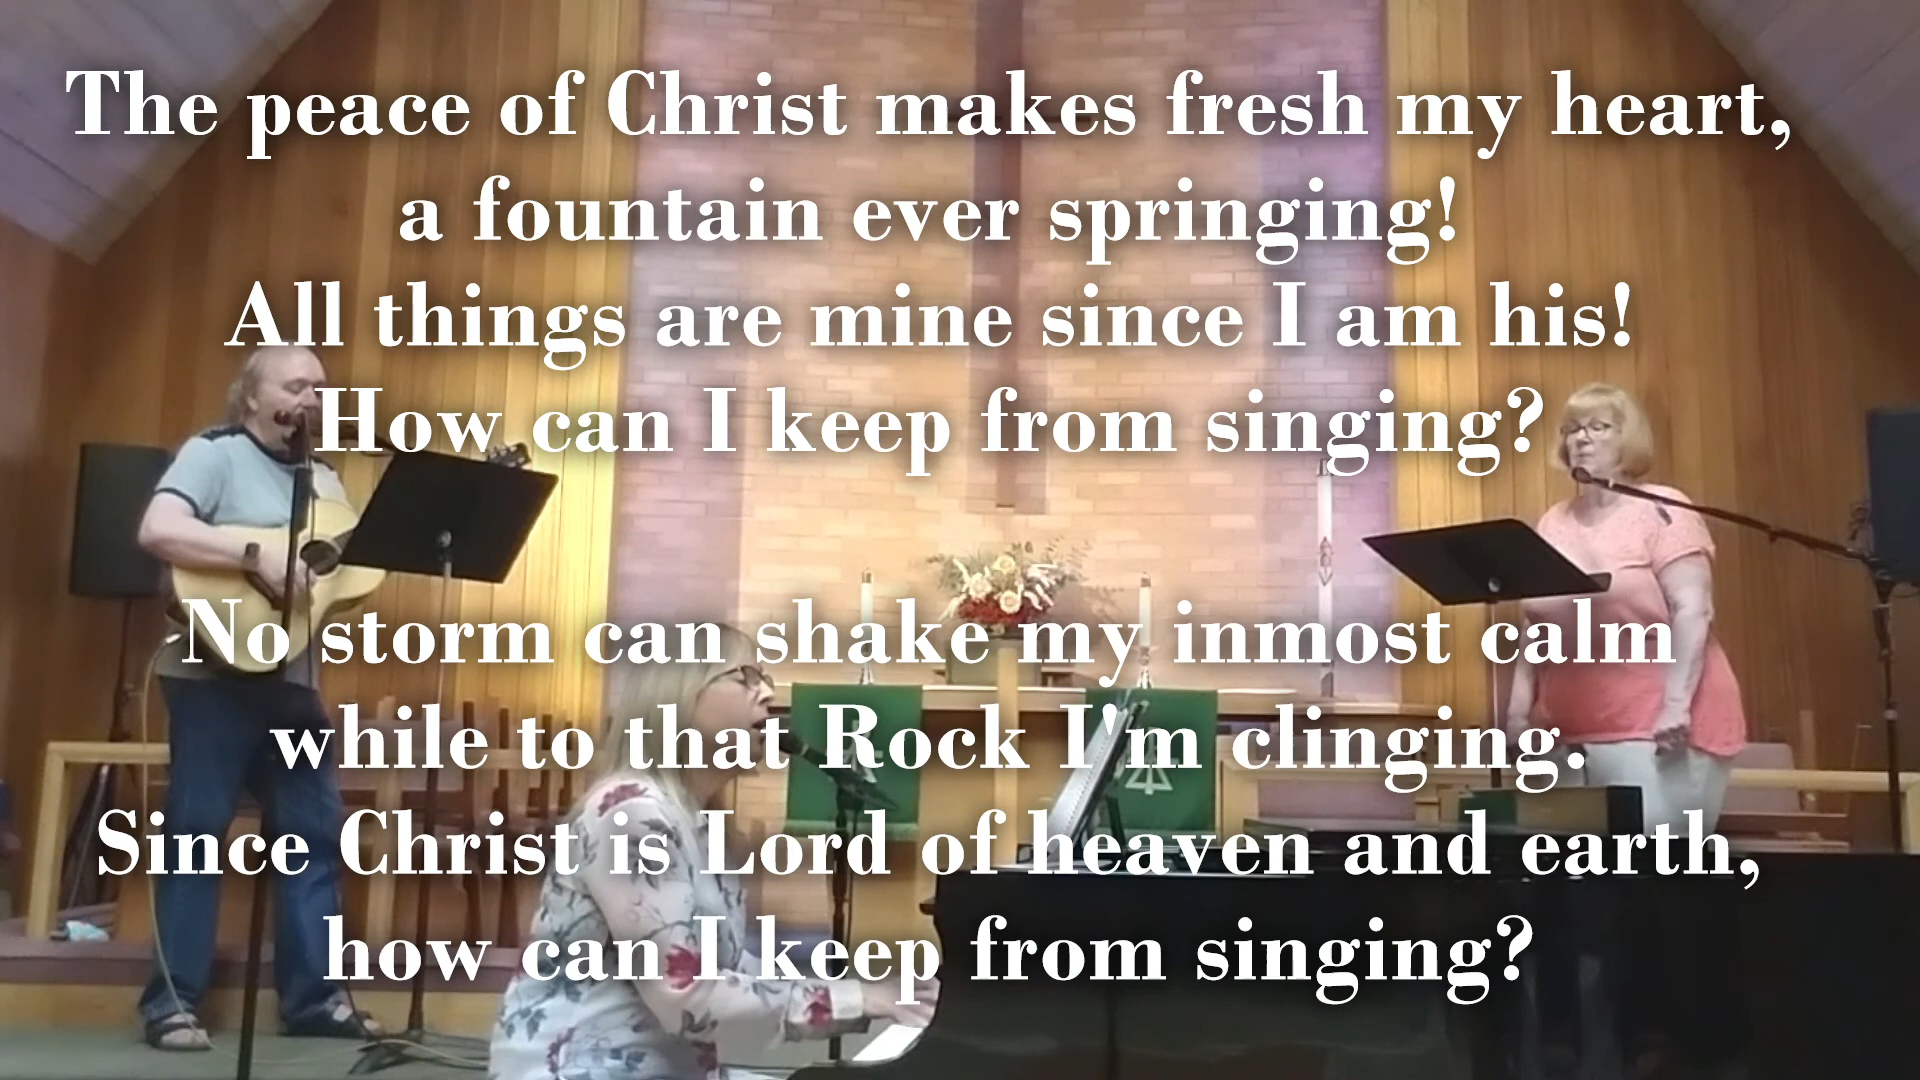 The peace of Christ makes fresh my heart,
a fountain ever springing!
All things are mine since I am his!
How can I keep from singing?
No storm can shake my inmost calm
while to that Rock I'm clinging.
Since Christ is Lord of heaven and earth,
how can I keep from singing?